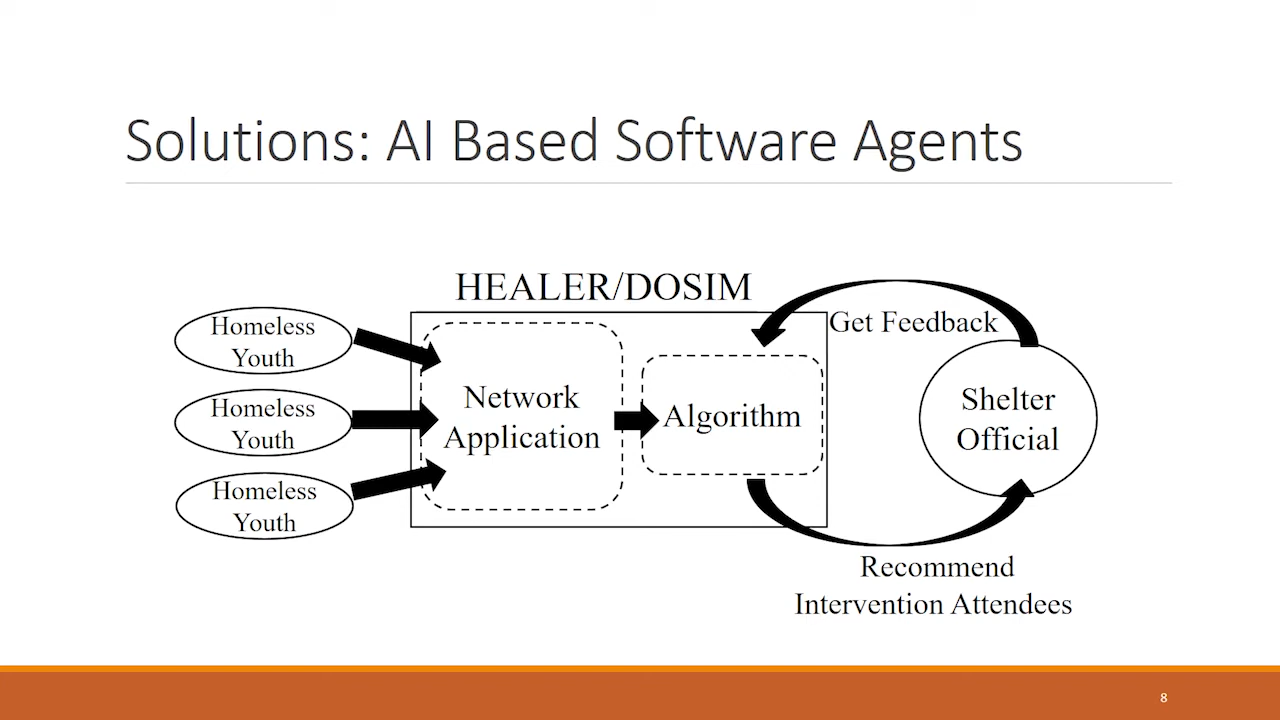 Solutions: AI Based Software Agents
HEALER/DOSIM
Homeless
Youth
Homeless
Youth
Homeless
Youth
Network
Application
Algorithm
Get Feedback
Shelter
Official
Recommend
Intervention Attendees
8